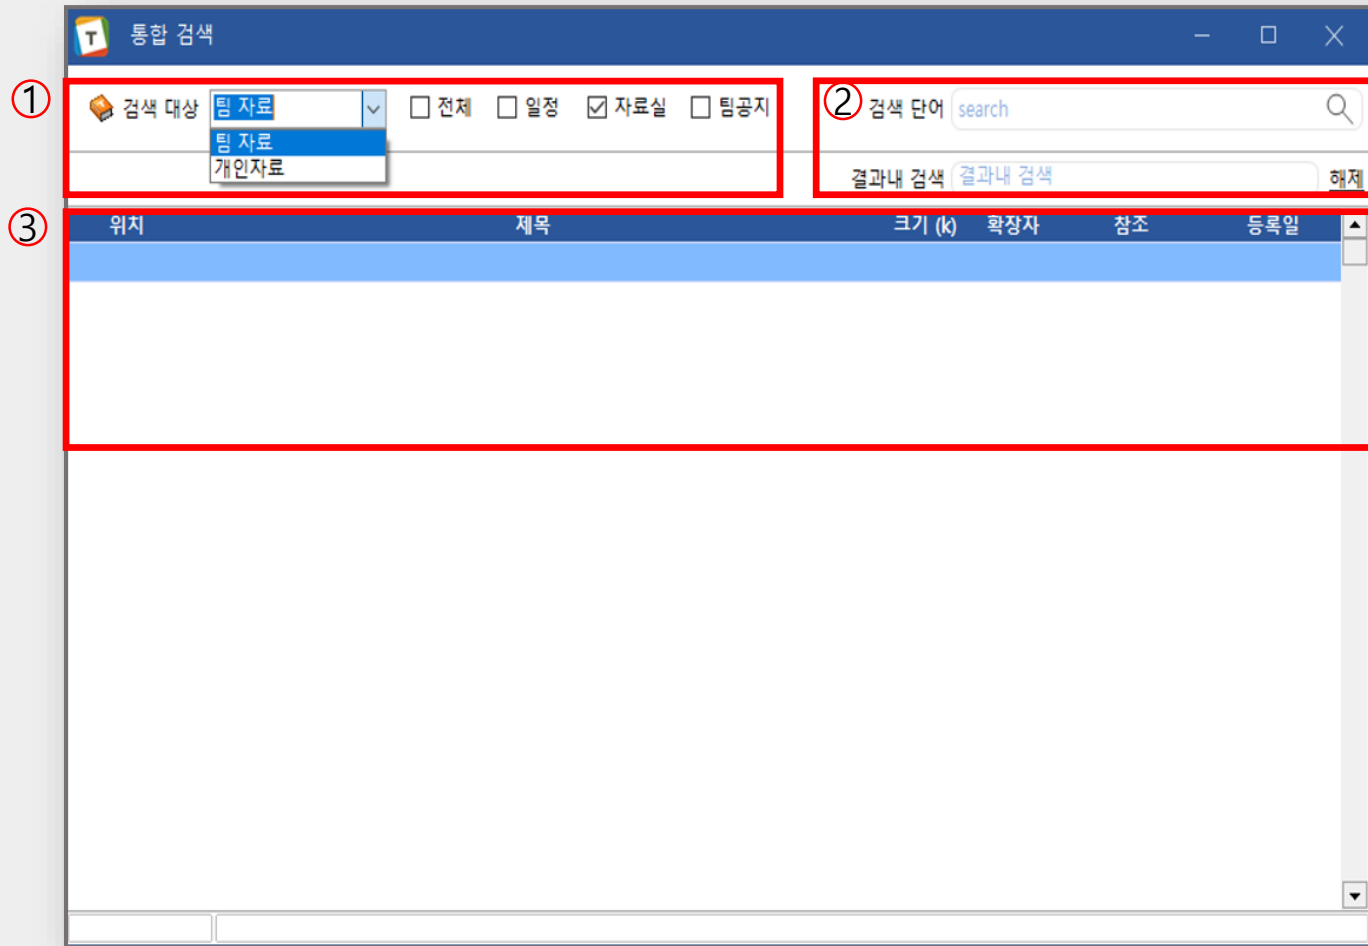 T 통합 검색
① 검색 대상 팀 자료 전체 일정 자료실 팀공지 ② 검색 단어 search
팀 자료
개인자료
결과내 검색 결과내 검색 해제
③ 위치 제목 크기 (k) 확장자 참조 등록일